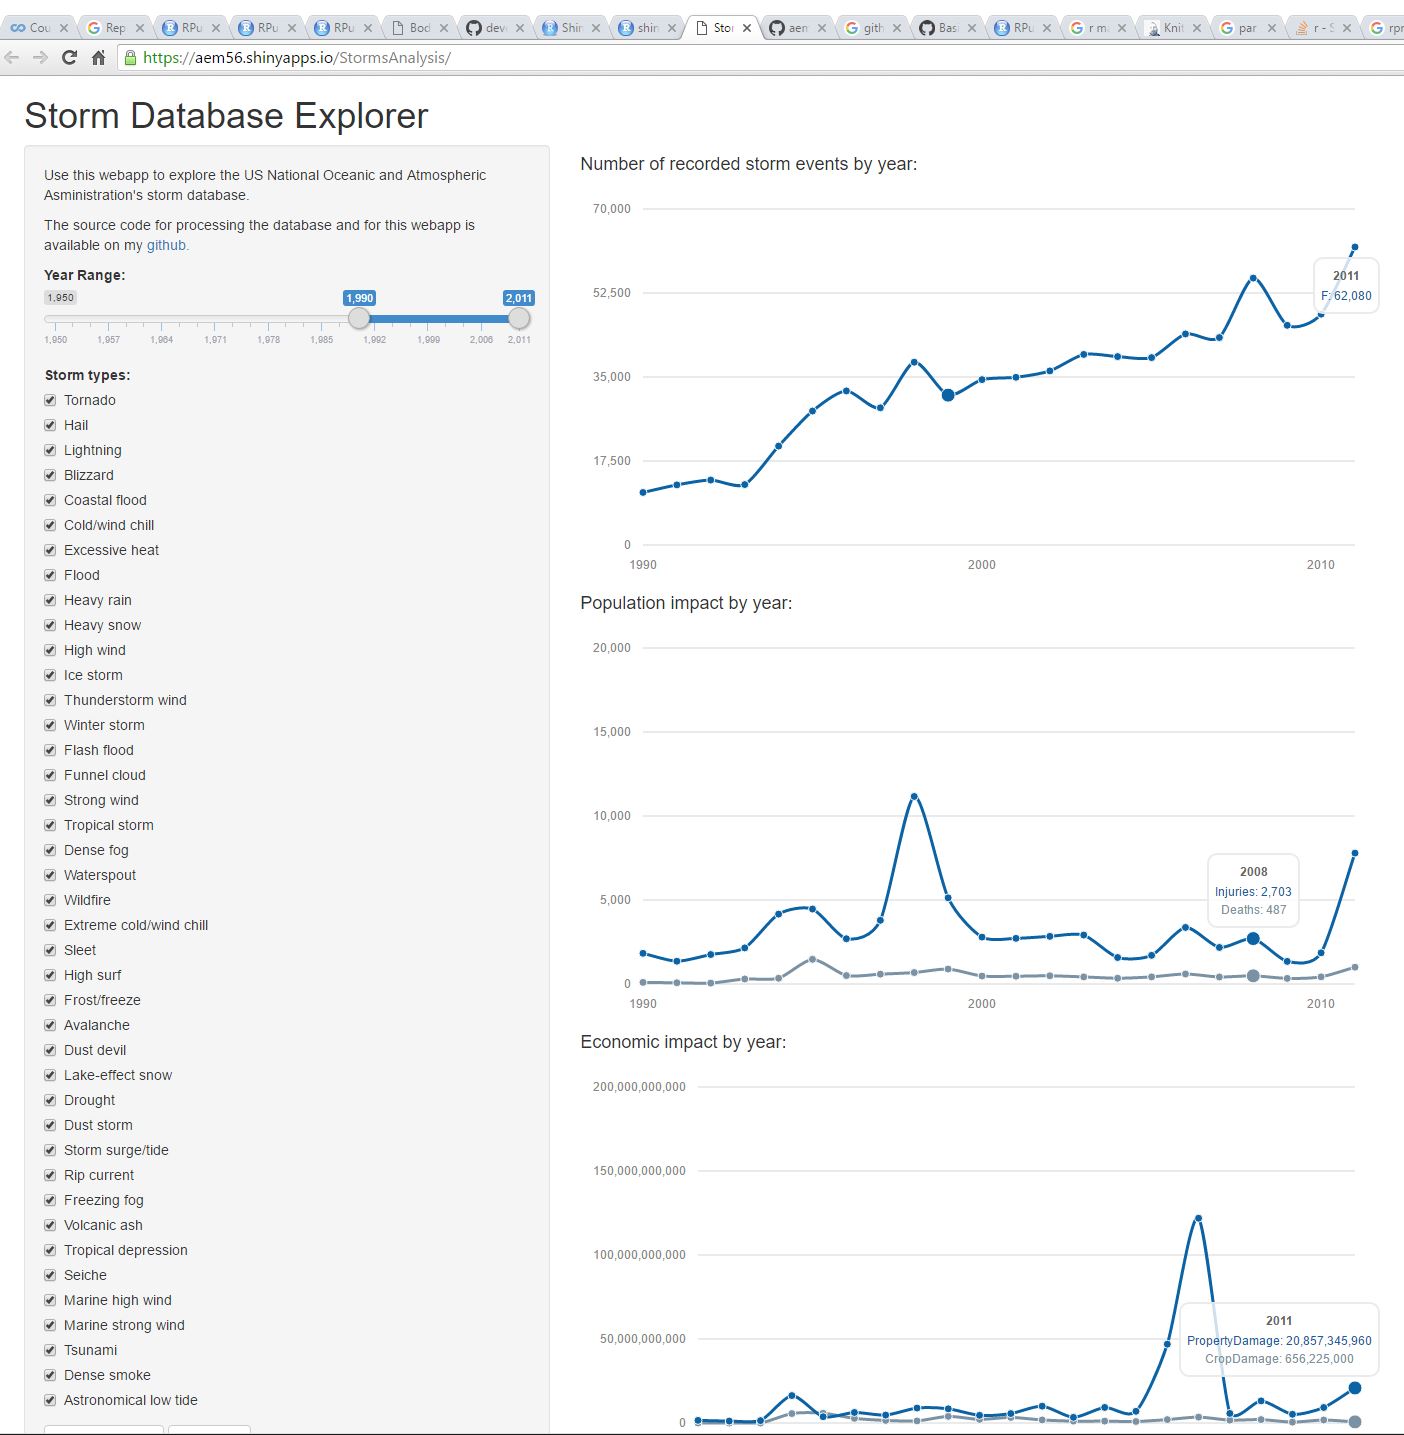 Cou
Rep
RPu
RPu
RPu
Bod
deve
Shin
shin
Stor
aem
gith
Basi
RPu
r ma
Knit
par
r - S
rpr
https://aem56.shinyapps.io/StormsAnalysis/
Storm Database Explorer
Use this webapp to explore the US National Oceanic and Atmospheric
Asministration's storm database.
The source code for processing the database and for this webapp is
available on my github.
Year Range:
1,950
1,990
2,011
1,950 1,957 1,964 1,971 1,978 1,985 1,992 1,999 2,006 2,011
Storm types:
Tornado
Hail
Lightning
Blizzard
Coastal flood
Cold/wind chill
Excessive heat
Flood
Heavy rain
Heavy snow
High wind
Ice storm
Thunderstorm wind
Winter storm
Flash flood
Funnel cloud
Strong wind
Tropical storm
Dense fog
Waterspout
Wildfire
Extreme cold/wind chill
Sleet
High surf
Frost/freeze
Avalanche
Dust devil
Lake-effect snow
Drought
Dust storm
Storm surge/tide
Rip current
Freezing fog
Volcanic ash
Tropical depression
Seiche
Marine high wind
Marine strong wind
Tsunami
Dense smoke
Astronomical low tide
Number of recorded storm events by year:
70,000
52,500
35,000
17,500
0
1990 2000 2010
2011
F: 62,080
Population impact by year:
20,000
15,000
10,000
5,000
0
1990 2000 2010
2008
Injuries: 2,703
Deaths: 487
Economic impact by year:
200,000,000,000
150,000,000,000
100,000,000,000
50,000,000,000
0
2011
PropertyDamage: 20,857,345,960
CropDamage: 656,225,000